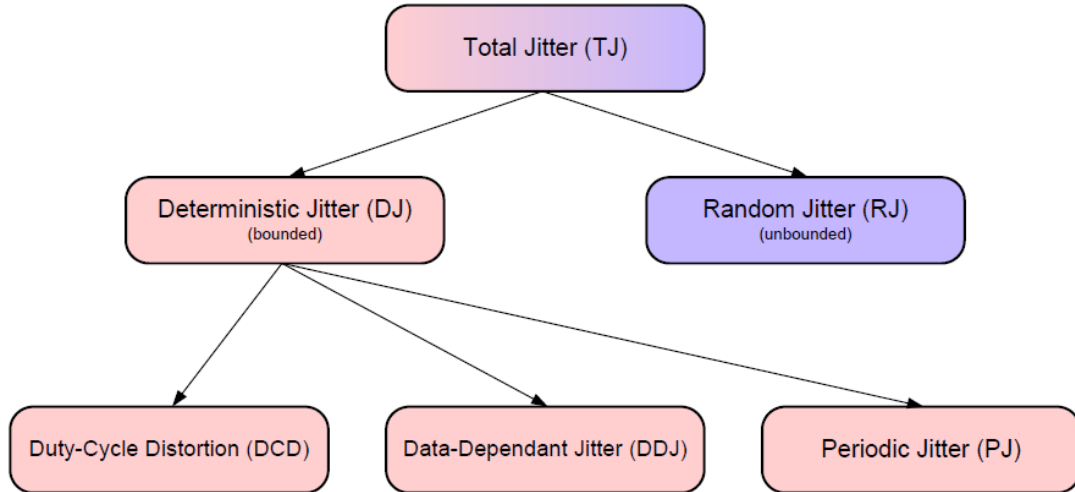 Total Jitter (TJ)
Deterministic Jitter (DJ)
(bounded)
Random Jitter (RJ)
(unbounded)
Duty-Cycle Distortion (DCD)
Data-Dependant Jitter (DDJ)
Periodic Jitter (PJ)